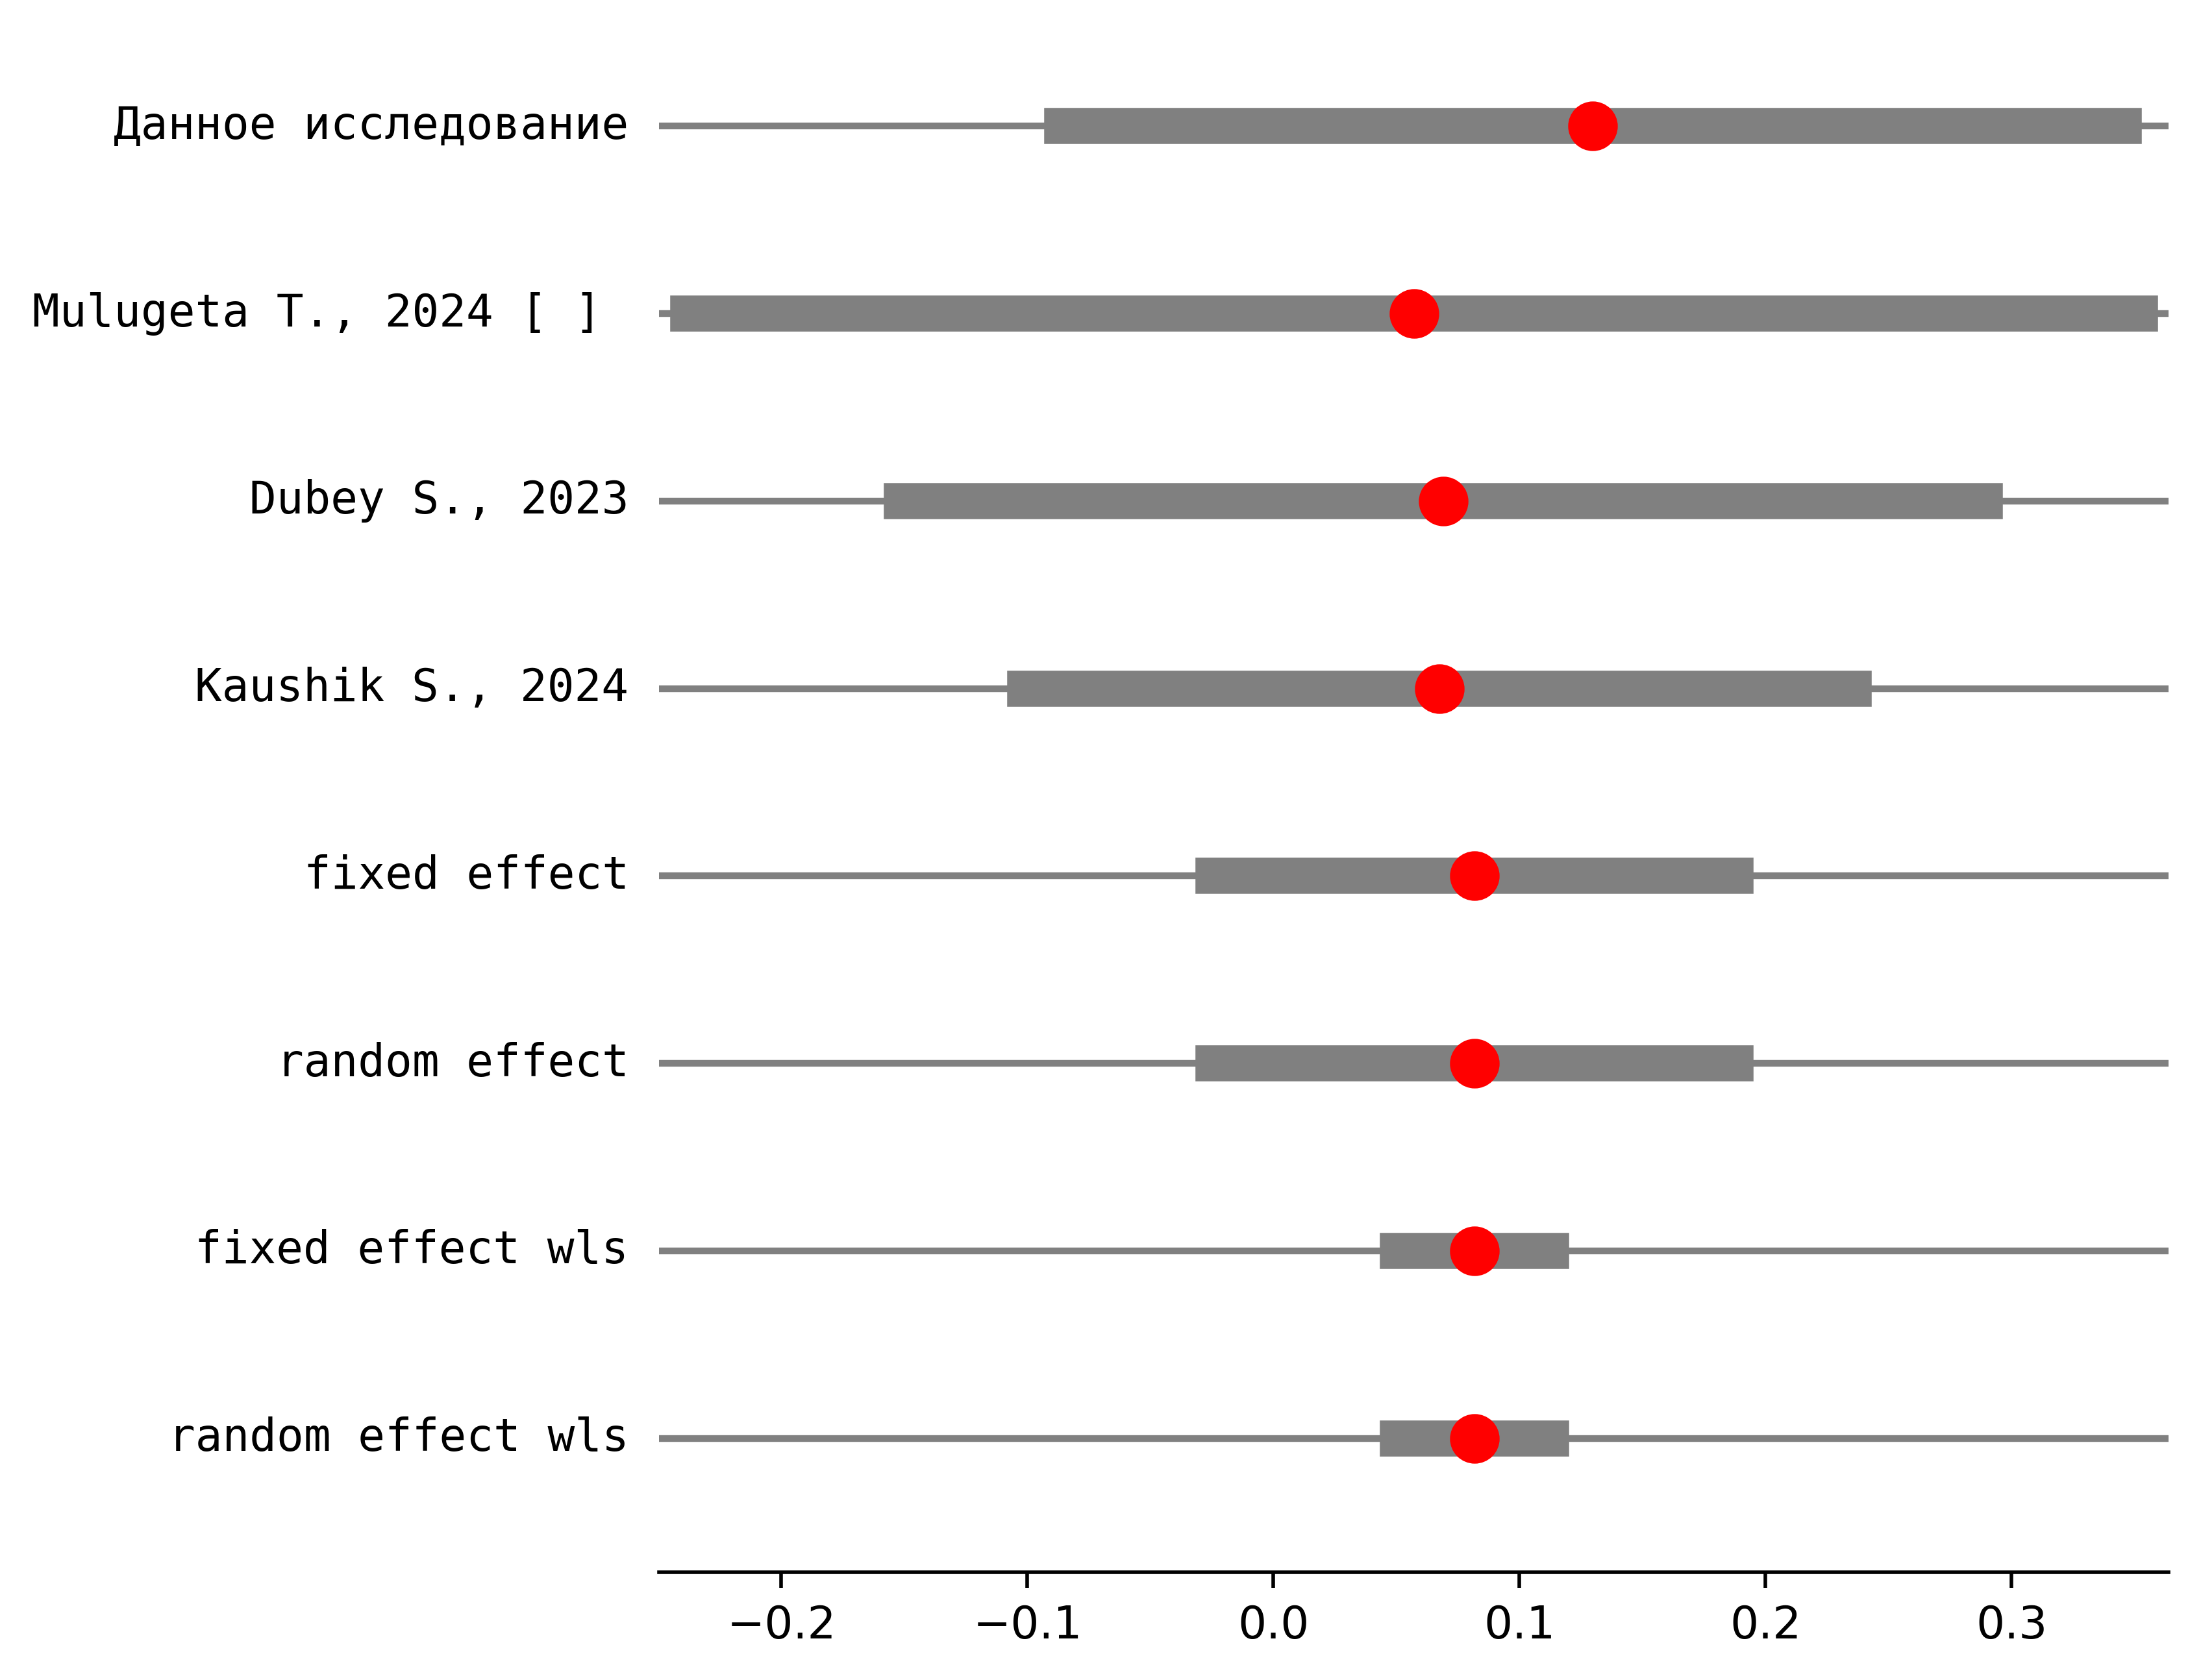 Данное исследование
Mulugeta T., 2024 [ ]
Dubey S., 2023
Kaushik S., 2024
fixed effect
random effect
fixed effect wls
random effect wls
−0.2 −0.1 0.0 0.1 0.2 0.3